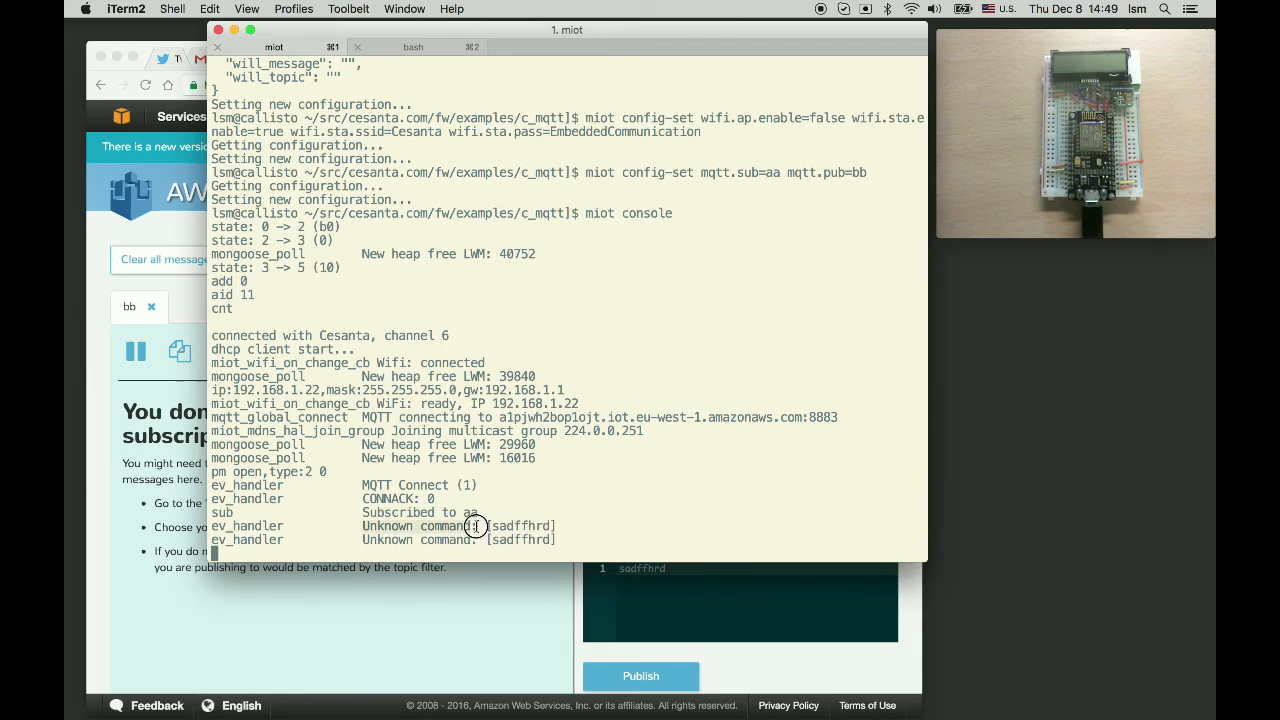 iTerm2 Shell Edit View Profiles Toolbelt Window Help U.S. Thu Dec 8 14:49 lsm
1. miot
miot ⌘1 bash ⌘2
"will_message": "",
"will_topic": ""
}
Setting new configuration...
lsm@callisto ~/src/cesanta.com/fw/examples/c_mqtt]$ miot config-set wifi.ap.enable=false wifi.sta.e
nable=true wifi.sta.ssid=Cesanta wifi.sta.pass=EmbeddedCommunication
Getting configuration...
Setting new configuration...
lsm@callisto ~/src/cesanta.com/fw/examples/c_mqtt]$ miot config-set mqtt.sub=aa mqtt.pub=bb
Getting configuration...
Setting new configuration...
lsm@callisto ~/src/cesanta.com/fw/examples/c_mqtt]$ miot console
state: 0 -> 2 (b0)
state: 2 -> 3 (0)
mongoose_poll New heap free LWM: 40752
state: 3 -> 5 (10)
add 0
aid 11
cnt
connected with Cesanta, channel 6
dhcp client start...
miot_wifi_on_change_cb Wifi: connected
mongoose_poll New heap free LWM: 39840
ip:192.168.1.22,mask:255.255.255.0,gw:192.168.1.1
miot_wifi_on_change_cb WiFi: ready, IP 192.168.1.22
mqtt_global_connect MQTT connecting to a1pjwh2bop1ojt.iot.eu-west-1.amazonaws.com:8883
miot_mdns_hal_join_group Joining multicast group 224.0.0.251
mongoose_poll New heap free LWM: 29960
mongoose_poll New heap free LWM: 16016
pm open,type:2 0
ev_handler MQTT Connect (1)
ev_handler CONNACK: 0
sub Subscribed to aa
ev_handler Unknown command: [sadffhrd]
ev_handler Unknown command: [sadffhrd]
Services
There is a new version
AW
Clear all message
bb
You don
subscrip
You might need t
messages here.
Go to the
Choose yo
If you do n
you are publishing to would be matched by the topic filter.
1 sadffhrd
Publish
Feedback English © 2008 - 2016, Amazon Web Services, Inc. or its affiliates. All rights reserved. Privacy Policy Terms of Use